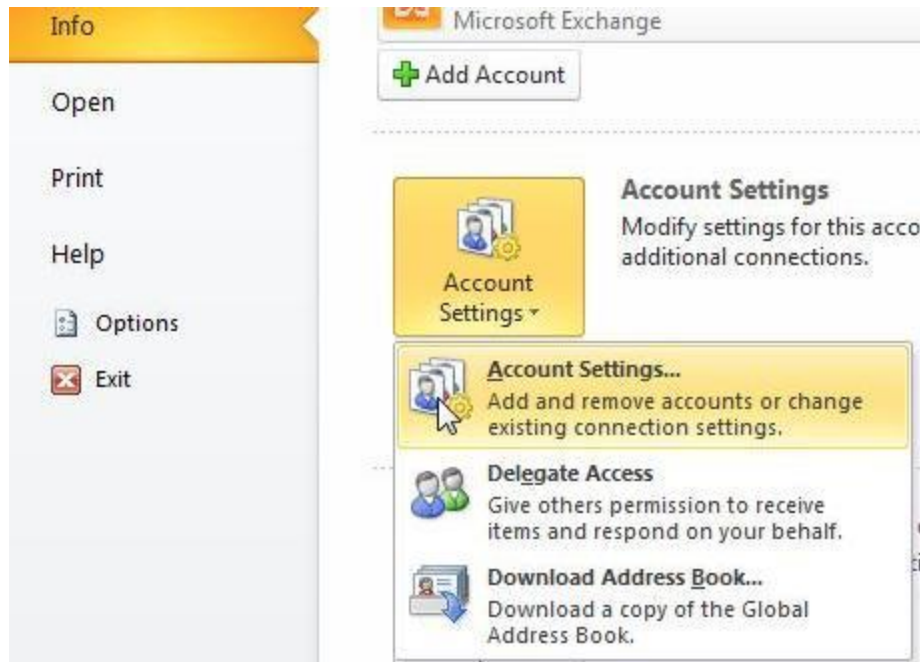 Info
Open
Print
Help
Options
Exit
Microsoft Exchange
Add Account
Account Settings
Modify settings for this acco
additional connections.
Account
Settings
Account Settings...
Add and remove accounts or change
existing connection settings.
Delegate Access
Give others permission to receive
items and respond on your behalf.
Download Address Book...
Download a copy of the Global
Address Book.